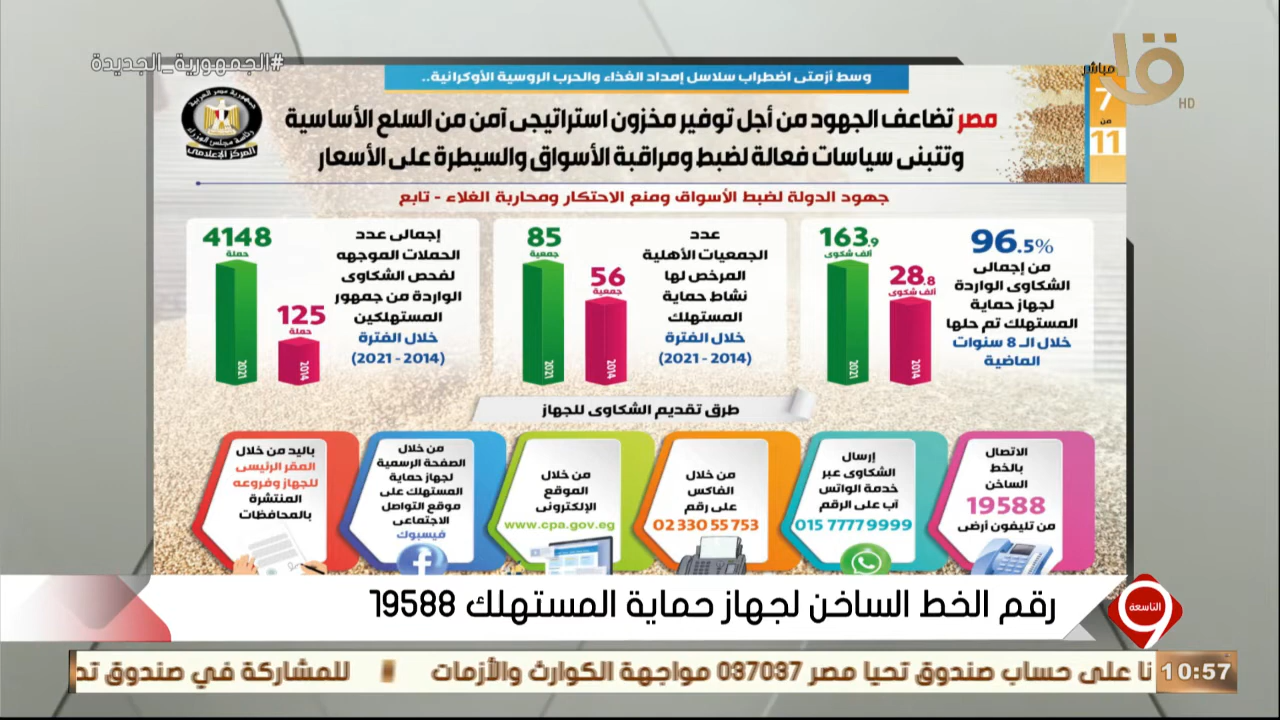 #الجمهورية_الجديدة
مباشر
HD
7
من
11
وسط أزمتى اضطراب سلاسل إمداد الغذاء والحرب الروسية الأوكرانية..
مصر تضاعف الجهود من أجل توفير مخزون استراتيجى آمن من السلع الأساسية
وتتبنى سياسات فعالة لضبط ومراقبة الأسواق والسيطرة على الأسعار
جمهورية مصر العربية
رئاسة مجلس الوزراء
المركز الإعلامى
جهود الدولة لضبط الأسواق ومنع الاحتكار ومحاربة الغلاء - تابع
96.5%
من إجمالى
الشكاوى الواردة
لجهاز حماية
المستهلك تم حلها
خلال الـ 8 سنوات
الماضية
28.8
ألف شكوى
2014
163.9
ألف شكوى
2021
عدد
الجمعيات الأهلية
المرخص لها
نشاط حماية
المستهلك
خلال الفترة
(2014 - 2021)
56
جمعية
2014
85
جمعية
2021
إجمالى عدد
الحملات الموجهه
لفحص الشكاوى
الواردة من جمهور
المستهلكين
خلال الفترة
(2014 - 2021)
125
حملة
2014
4148
حملة
2021
طرق تقديم الشكاوى للجهاز
الاتصال
بالخط
الساخن
19588
من تليفون أرضى
إرسال
الشكاوى عبر
خدمة الواتس
آب على الرقم
015 7777 9999
من خلال
الفاكس
على رقم
02 330 55 753
من خلال
الموقع
الإلكترونى
www.cpa.gov.eg
من خلال
الصفحة الرسمية
لجهاز حماية
المستهلك على
موقع التواصل
الاجتماعى
فيسبوك
باليد من خلال
المقر الرئيسى
للجهاز وفروعه
المنتشرة
بالمحافظات
التاسعة
رقم الخط الساخن لجهاز حماية المستهلك 19588
10:57
نا على حساب صندوق تحيا مصر 037037 مواجهة الكوارث والأزمات
للمشاركة في صندوق تح